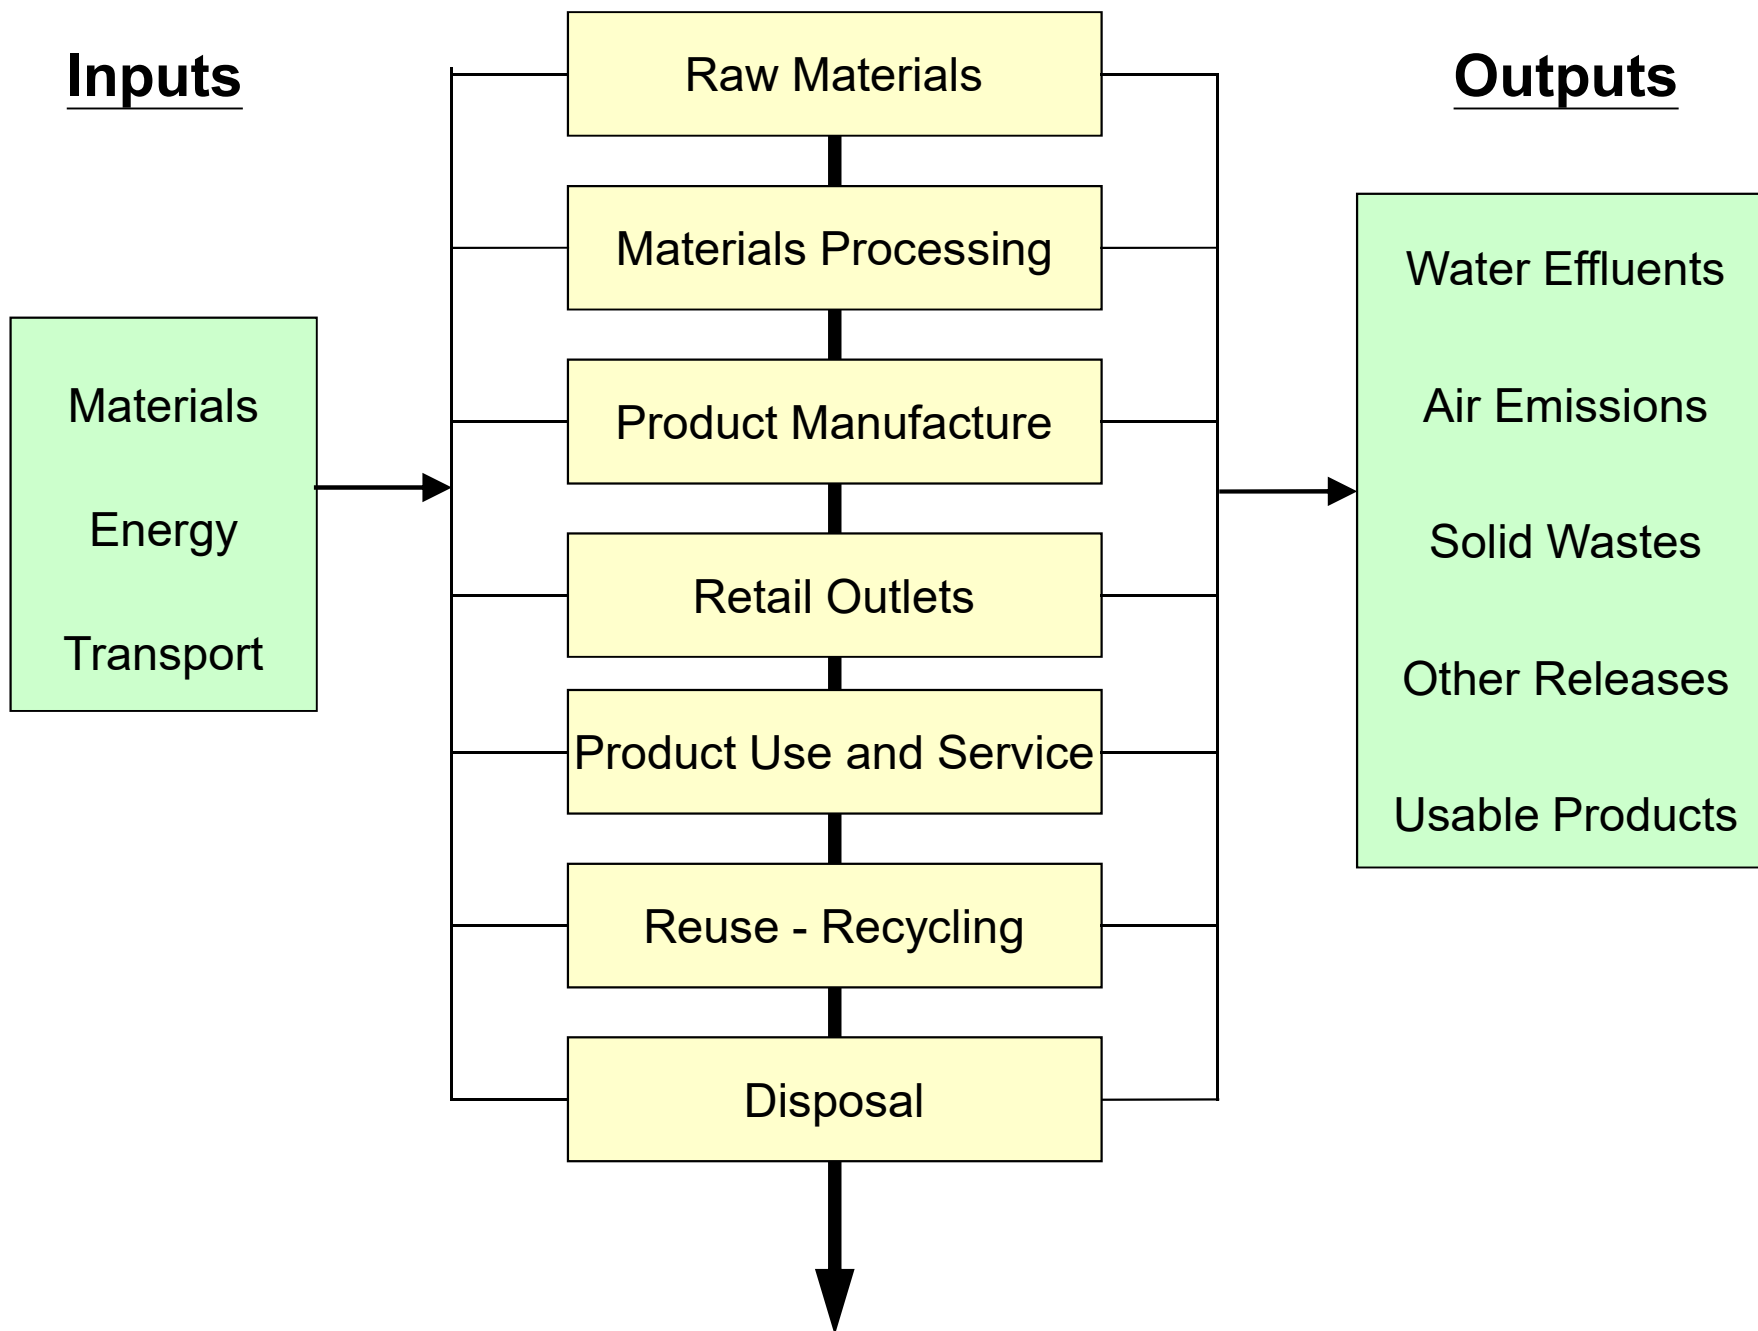 Inputs
Materials
Energy
Transport
Raw Materials
Materials Processing
Product Manufacture
Retail Outlets
Product Use and Service
Reuse - Recycling
Disposal
Outputs
Water Effluents
Air Emissions
Solid Wastes
Other Releases
Usable Products